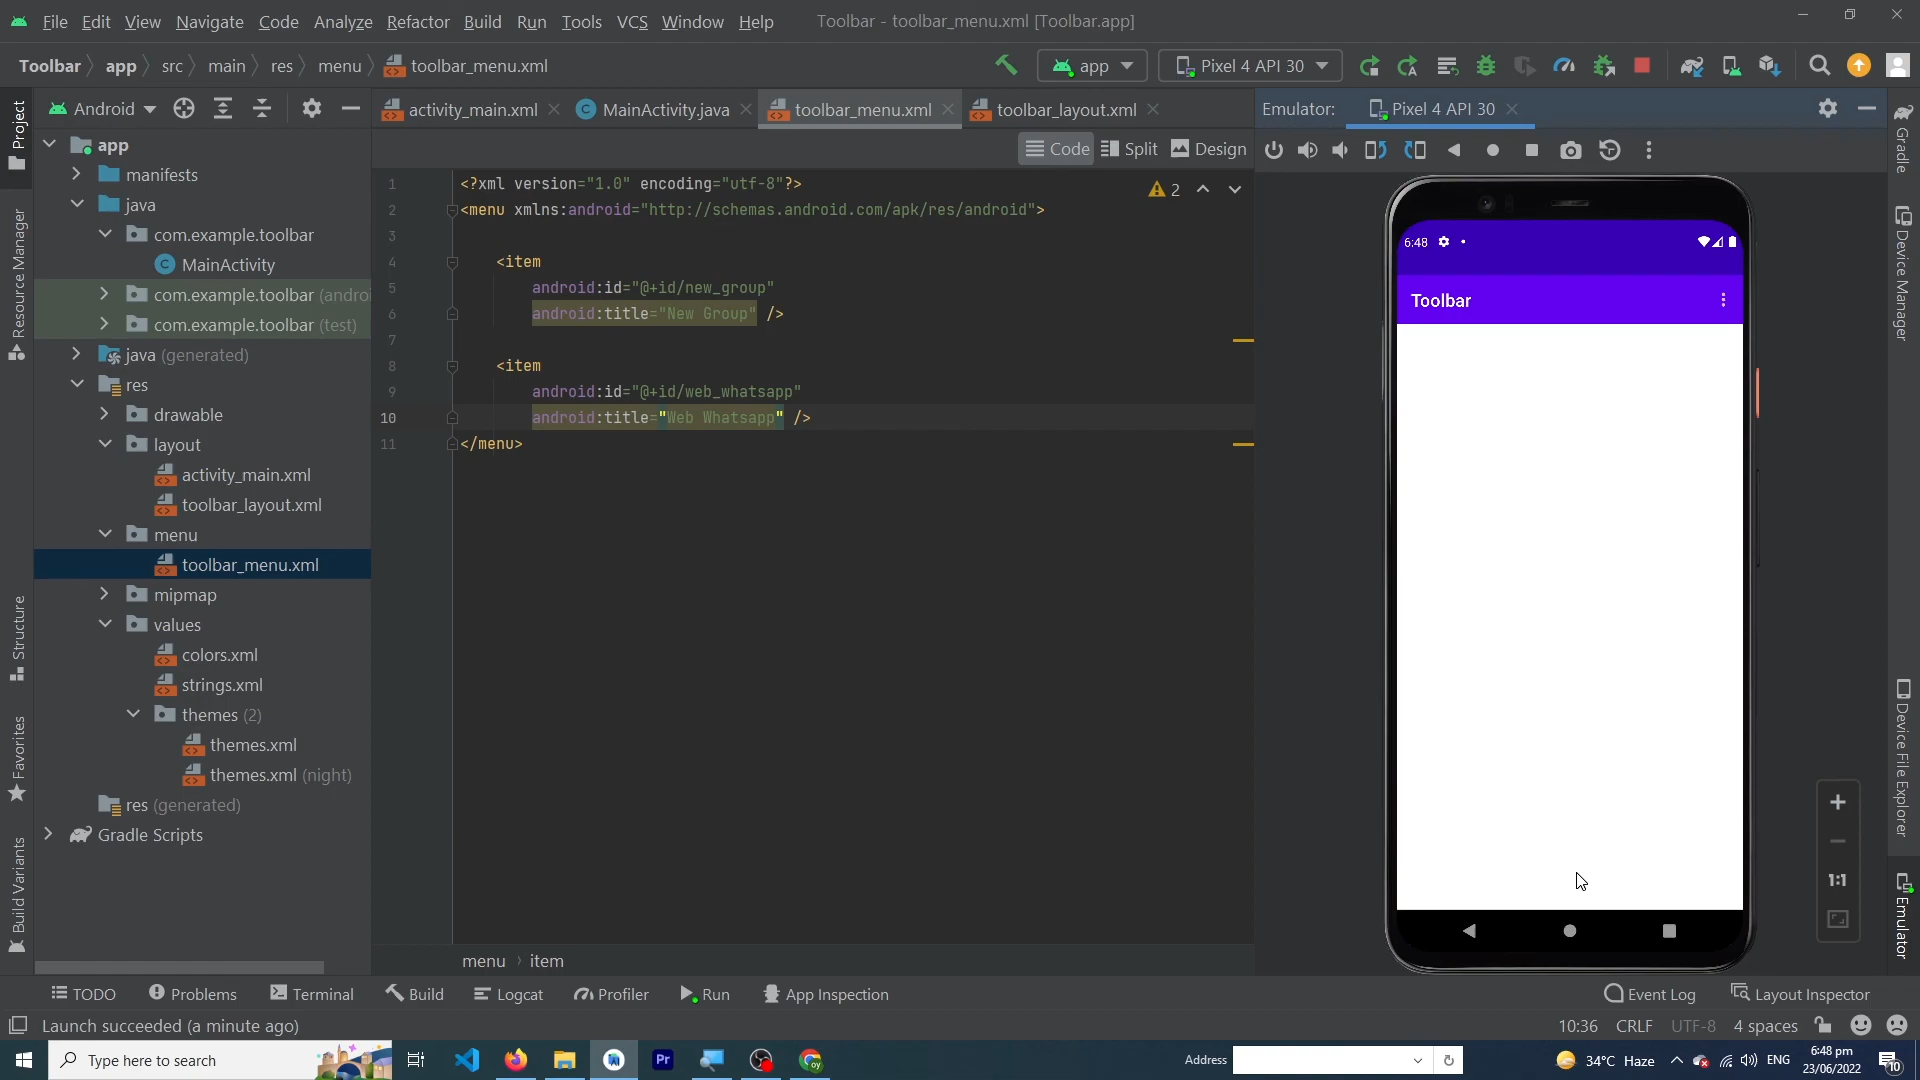 File Edit View Navigate Code Analyze Refactor Build Run Tools VCS Window Help Toolbar - toolbar_menu.xml [Toolbar.app]
Toolbar app src main res menu toolbar_menu.xml app Pixel 4 API 30
Android activity_main.xml MainActivity.java toolbar_menu.xml toolbar_layout.xml Emulator: Pixel 4 API 30
Code Split Design
Project
Resource Manager
Structure
Favorites
Build Variants
app
manifests
java
com.example.toolbar
MainActivity
com.example.toolbar (andro
com.example.toolbar (test)
java (generated)
res
drawable
layout
activity_main.xml
toolbar_layout.xml
menu
toolbar_menu.xml
mipmap
values
colors.xml
strings.xml
themes (2)
themes.xml
themes.xml (night)
res (generated)
Gradle Scripts
1 <?xml version="1.0" encoding="utf-8"?>
2 <menu xmlns:android="http://schemas.android.com/apk/res/android">
3
4 <item
5 android:id="@+id/new_group"
6 android:title="New Group" />
7
8 <item
9 android:id="@+id/web_whatsapp"
10 android:title="Web Whatsapp" />
11 </menu>
2
menu item
6:48
Toolbar
1:1
Gradle
Device Manager
Device File Explorer
Emulator
TODO Problems Terminal Build Logcat Profiler Run App Inspection Event Log Layout Inspector
Launch succeeded (a minute ago) 10:36 CRLF UTF-8 4 spaces
Type here to search Pr oy Address 34°C Haze ENG 6:48 pm
23/06/2022 10